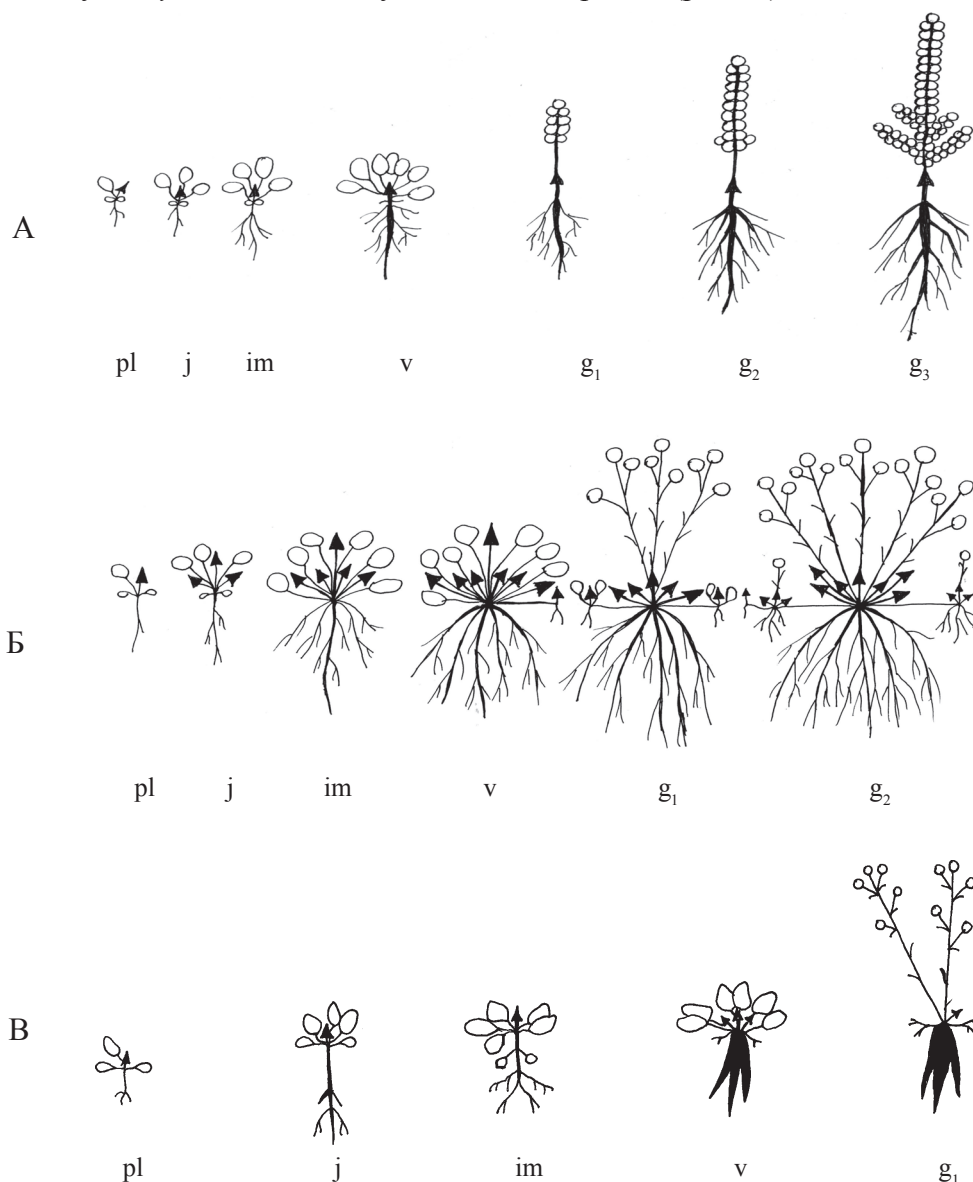 А
pl j im v g₁ g₂ g₃
Б
pl j im v g₁ g₂
В
pl j im v g₁